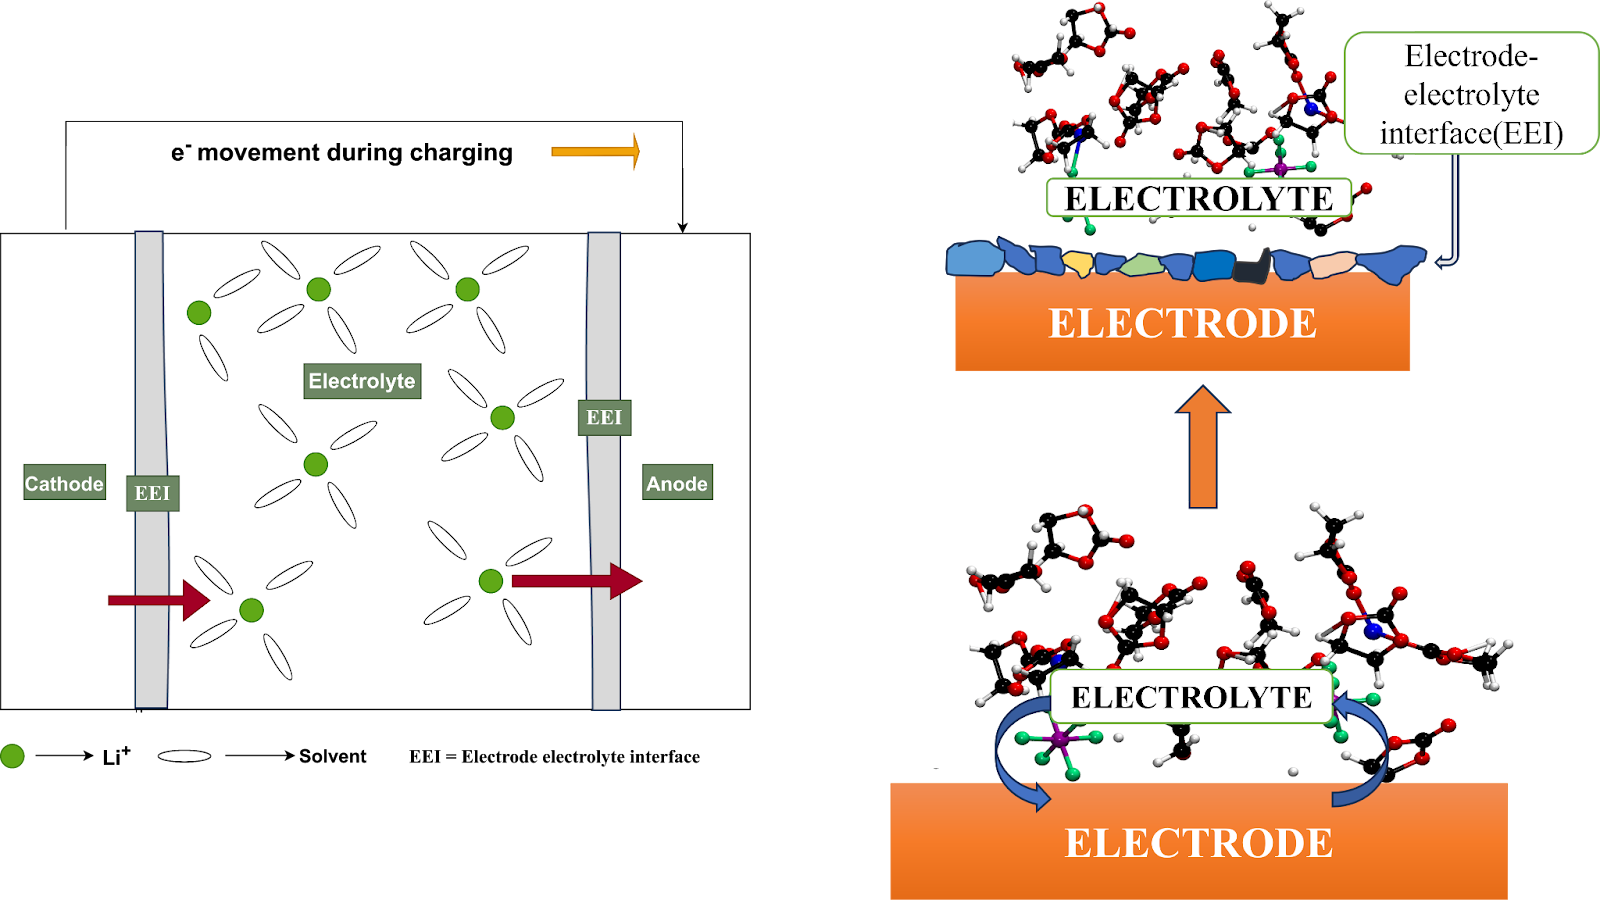 e- movement during charging
Electrolyte
EEI
Cathode
EEI
Anode
Li+
Solvent
EEI = Electrode electrolyte interface
Electrode-
electrolyte
interface(EEI)
ELECTROLYTE
ELECTRODE
ELECTROLYTE
ELECTRODE